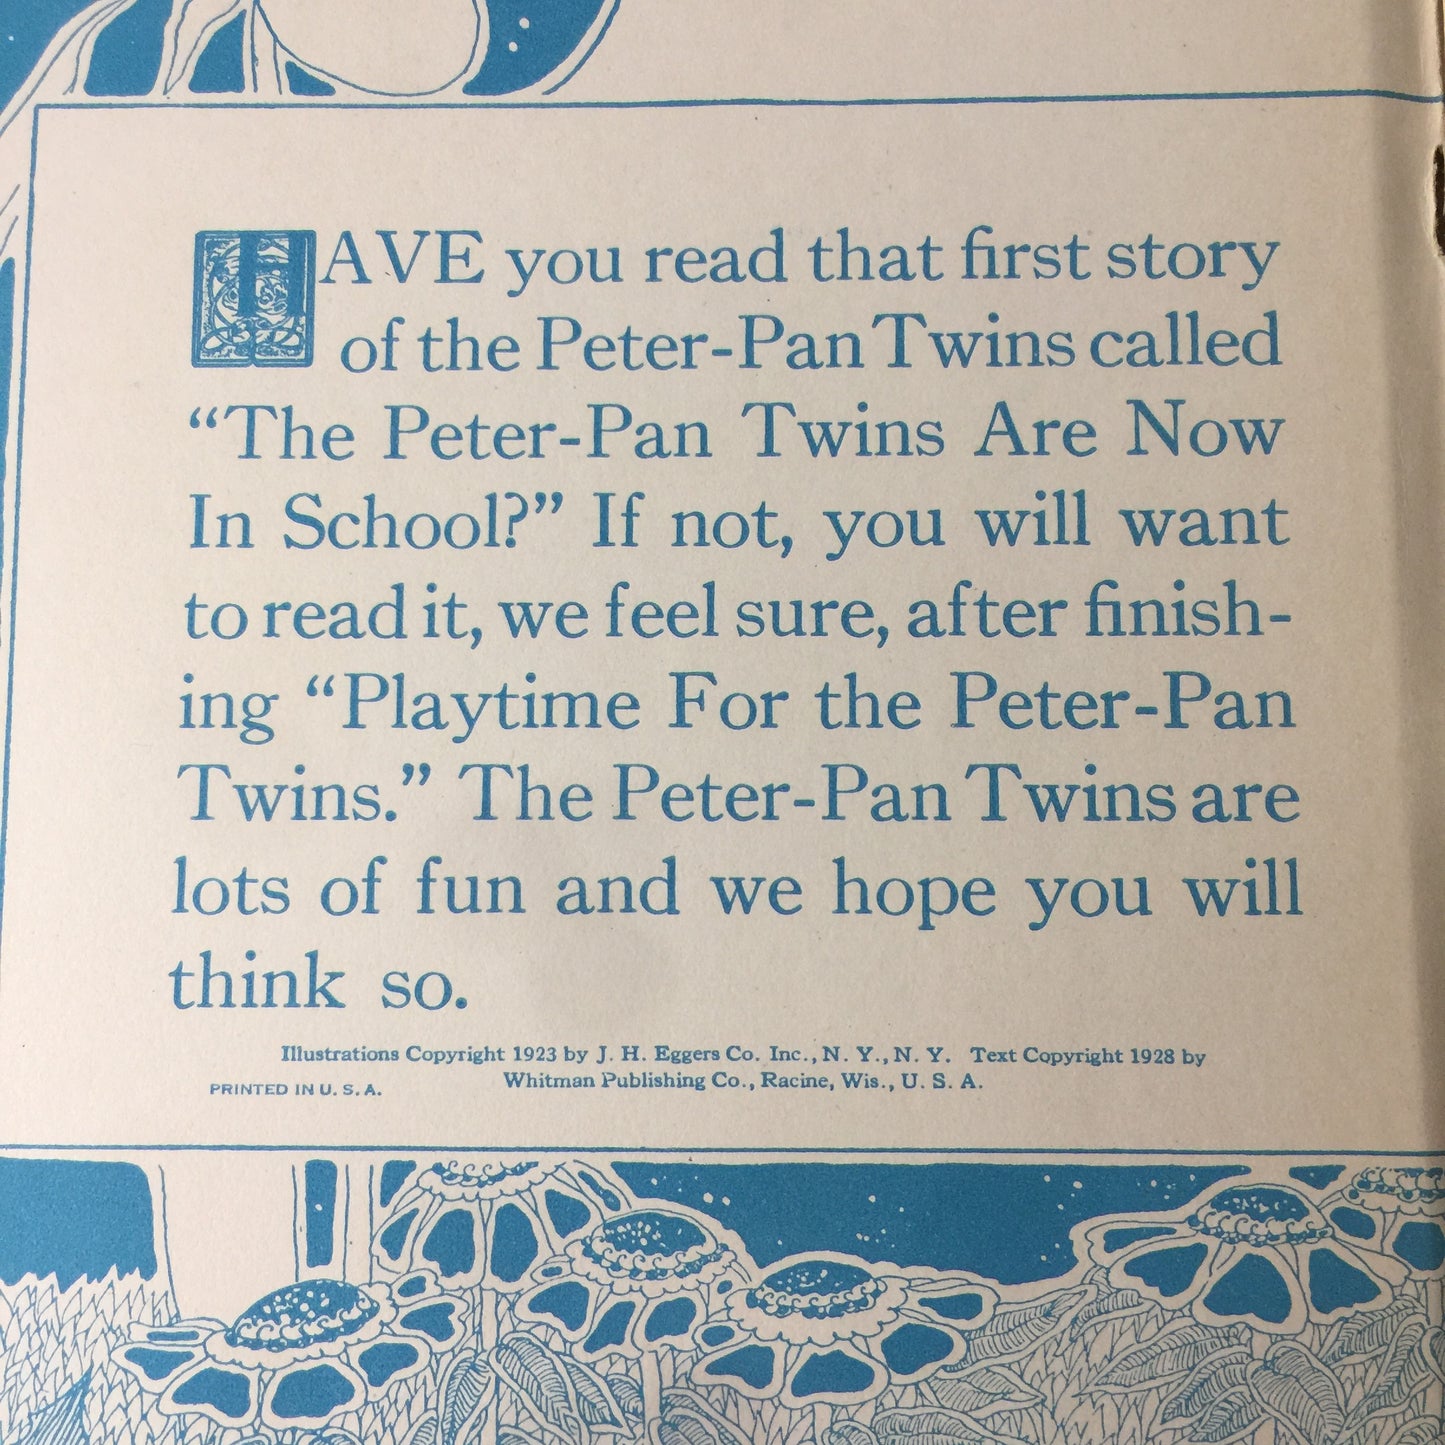 HAVE you read that first story
of the Peter-Pan Twins called
“The Peter-Pan Twins Are Now
In School?” If not, you will want
to read it, we feel sure, after finish-
ing “Playtime For the Peter-Pan
Twins.” The Peter-Pan Twins are
lots of fun and we hope you will
think so.
Illustrations Copyright 1923 by J. H. Eggers Co. Inc., N. Y., N. Y. Text Copyright 1928 by
Whitman Publishing Co., Racine, Wis., U. S. A.
PRINTED IN U. S. A.